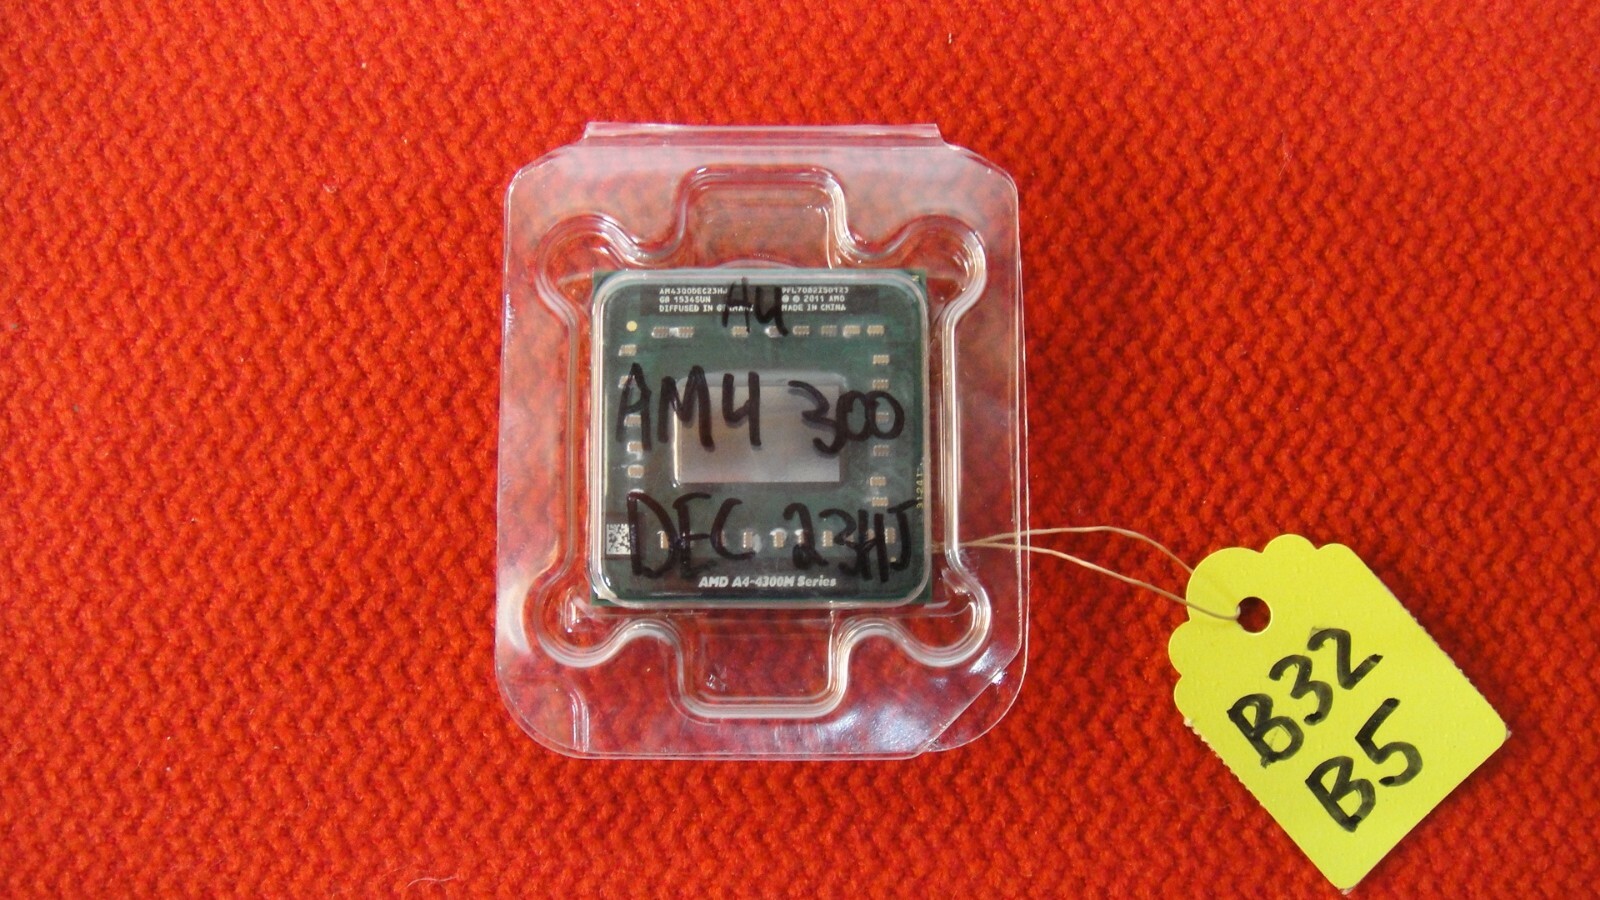 AM4300DEC23HJ
GB 1534SUN
© 2011 AMD
DIFFUSED IN GERMANY MADE IN CHINA
A4
AM4 300
DEC 23HJ
AMD A4-4300M Series
B32
B5